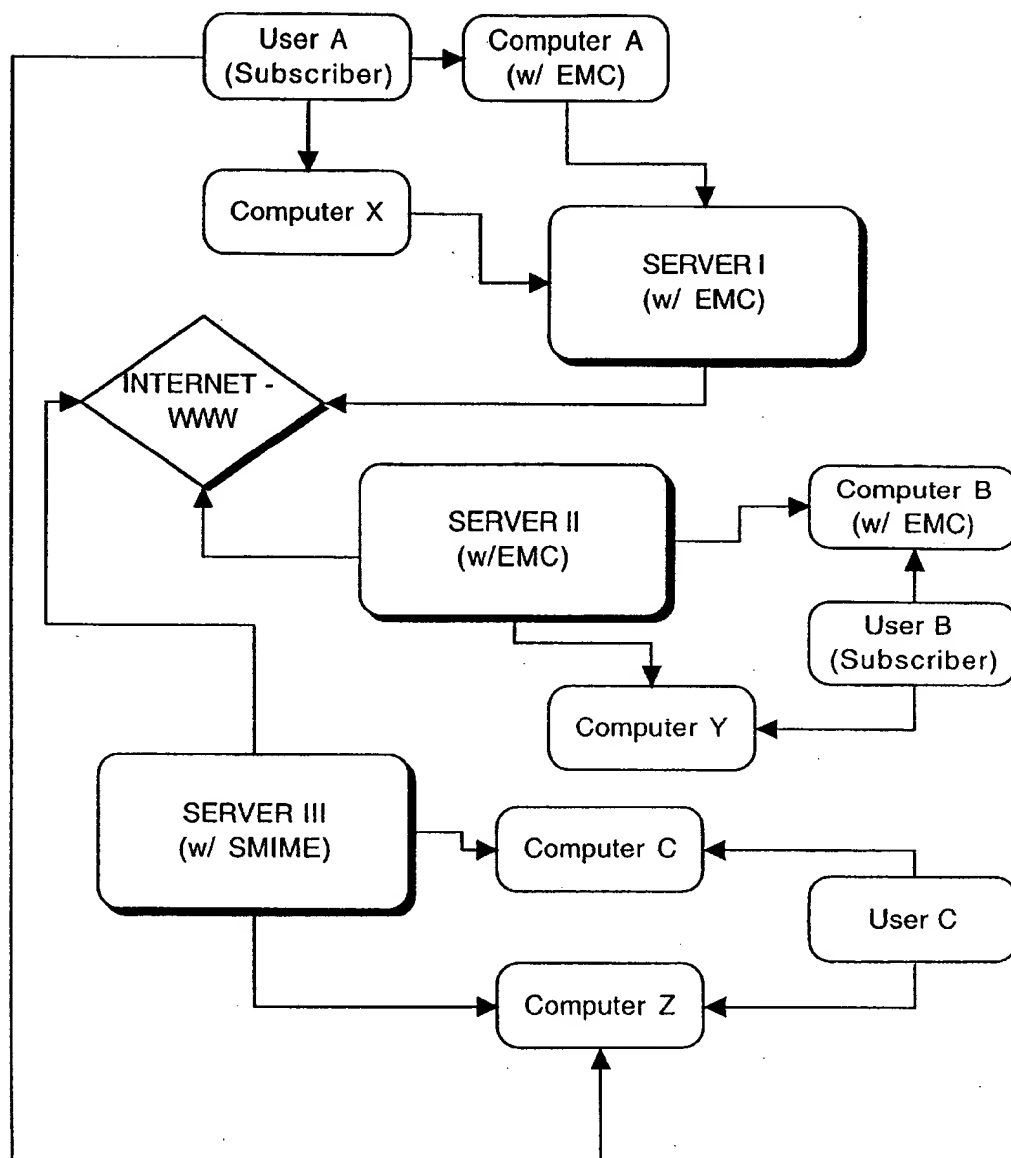 User A
(Subscriber)
Computer A
(w/ EMC)
Computer X
SERVER I
(w/ EMC)
INTERNET -
WWW
SERVER II
(w/EMC)
Computer B
(w/ EMC)
User B
(Subscriber)
Computer Y
SERVER III
(w/ SMIME)
Computer C
User C
Computer Z